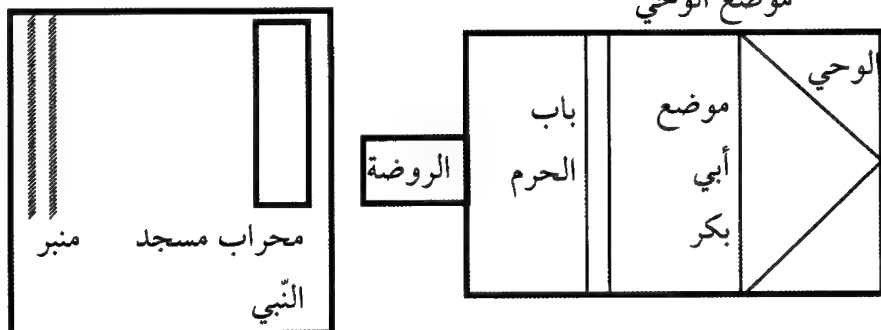 موضع الوحي
الوحي
موضع
أبي
بكر
باب
الحرم
الروضة
محراب مسجد
النّبي
منبر